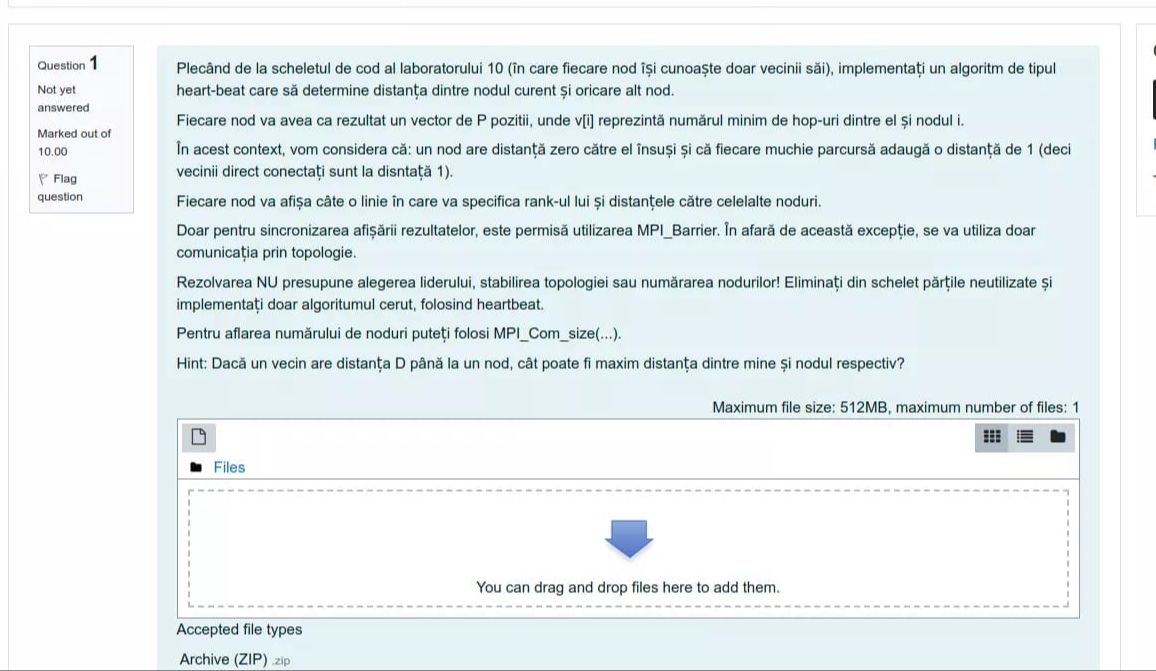 Question 1
Not yet
answered
Marked out of
10.00
Flag
question
Plecând de la scheletul de cod al laboratorului 10 (în care fiecare nod își cunoaște doar vecinii săi), implementați un algoritm de tipul
heart-beat care să determine distanța dintre nodul curent și oricare alt nod.
Fiecare nod va avea ca rezultat un vector de P pozitii, unde v[i] reprezintă numărul minim de hop-uri dintre el și nodul i.
În acest context, vom considera că: un nod are distanță zero către el însuși și că fiecare muchie parcursă adaugă o distanță de 1 (deci
vecinii direct conectați sunt la disntață 1).
Fiecare nod va afișa câte o linie în care va specifica rank-ul lui și distanțele către celelalte noduri.
Doar pentru sincronizarea afișării rezultatelor, este permisă utilizarea MPI_Barrier. În afară de această excepție, se va utiliza doar
comunicația prin topologie.
Rezolvarea NU presupune alegerea liderului, stabilirea topologiei sau numărarea nodurilor! Eliminați din schelet părțile neutilizate și
implementați doar algoritumul cerut, folosind heartbeat.
Pentru aflarea numărului de noduri puteți folosi MPI_Com_size(...).
Hint: Dacă un vecin are distanța D până la un nod, cât poate fi maxim distanța dintre mine și nodul respectiv?
Maximum file size: 512MB, maximum number of files: 1
Files
You can drag and drop files here to add them.
Accepted file types
Archive (ZIP) .zip